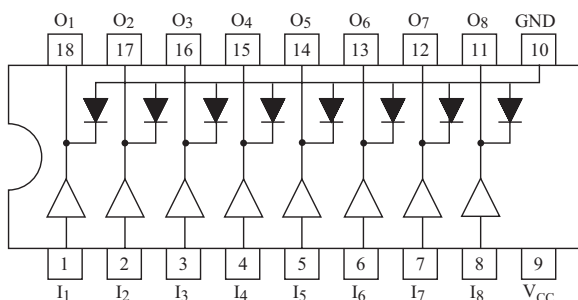 O1 O2 O3 O4 O5 O6 O7 O8 GND
18 17 16 15 14 13 12 11 10
1 2 3 4 5 6 7 8 9
I1 I2 I3 I4 I5 I6 I7 I8 VCC